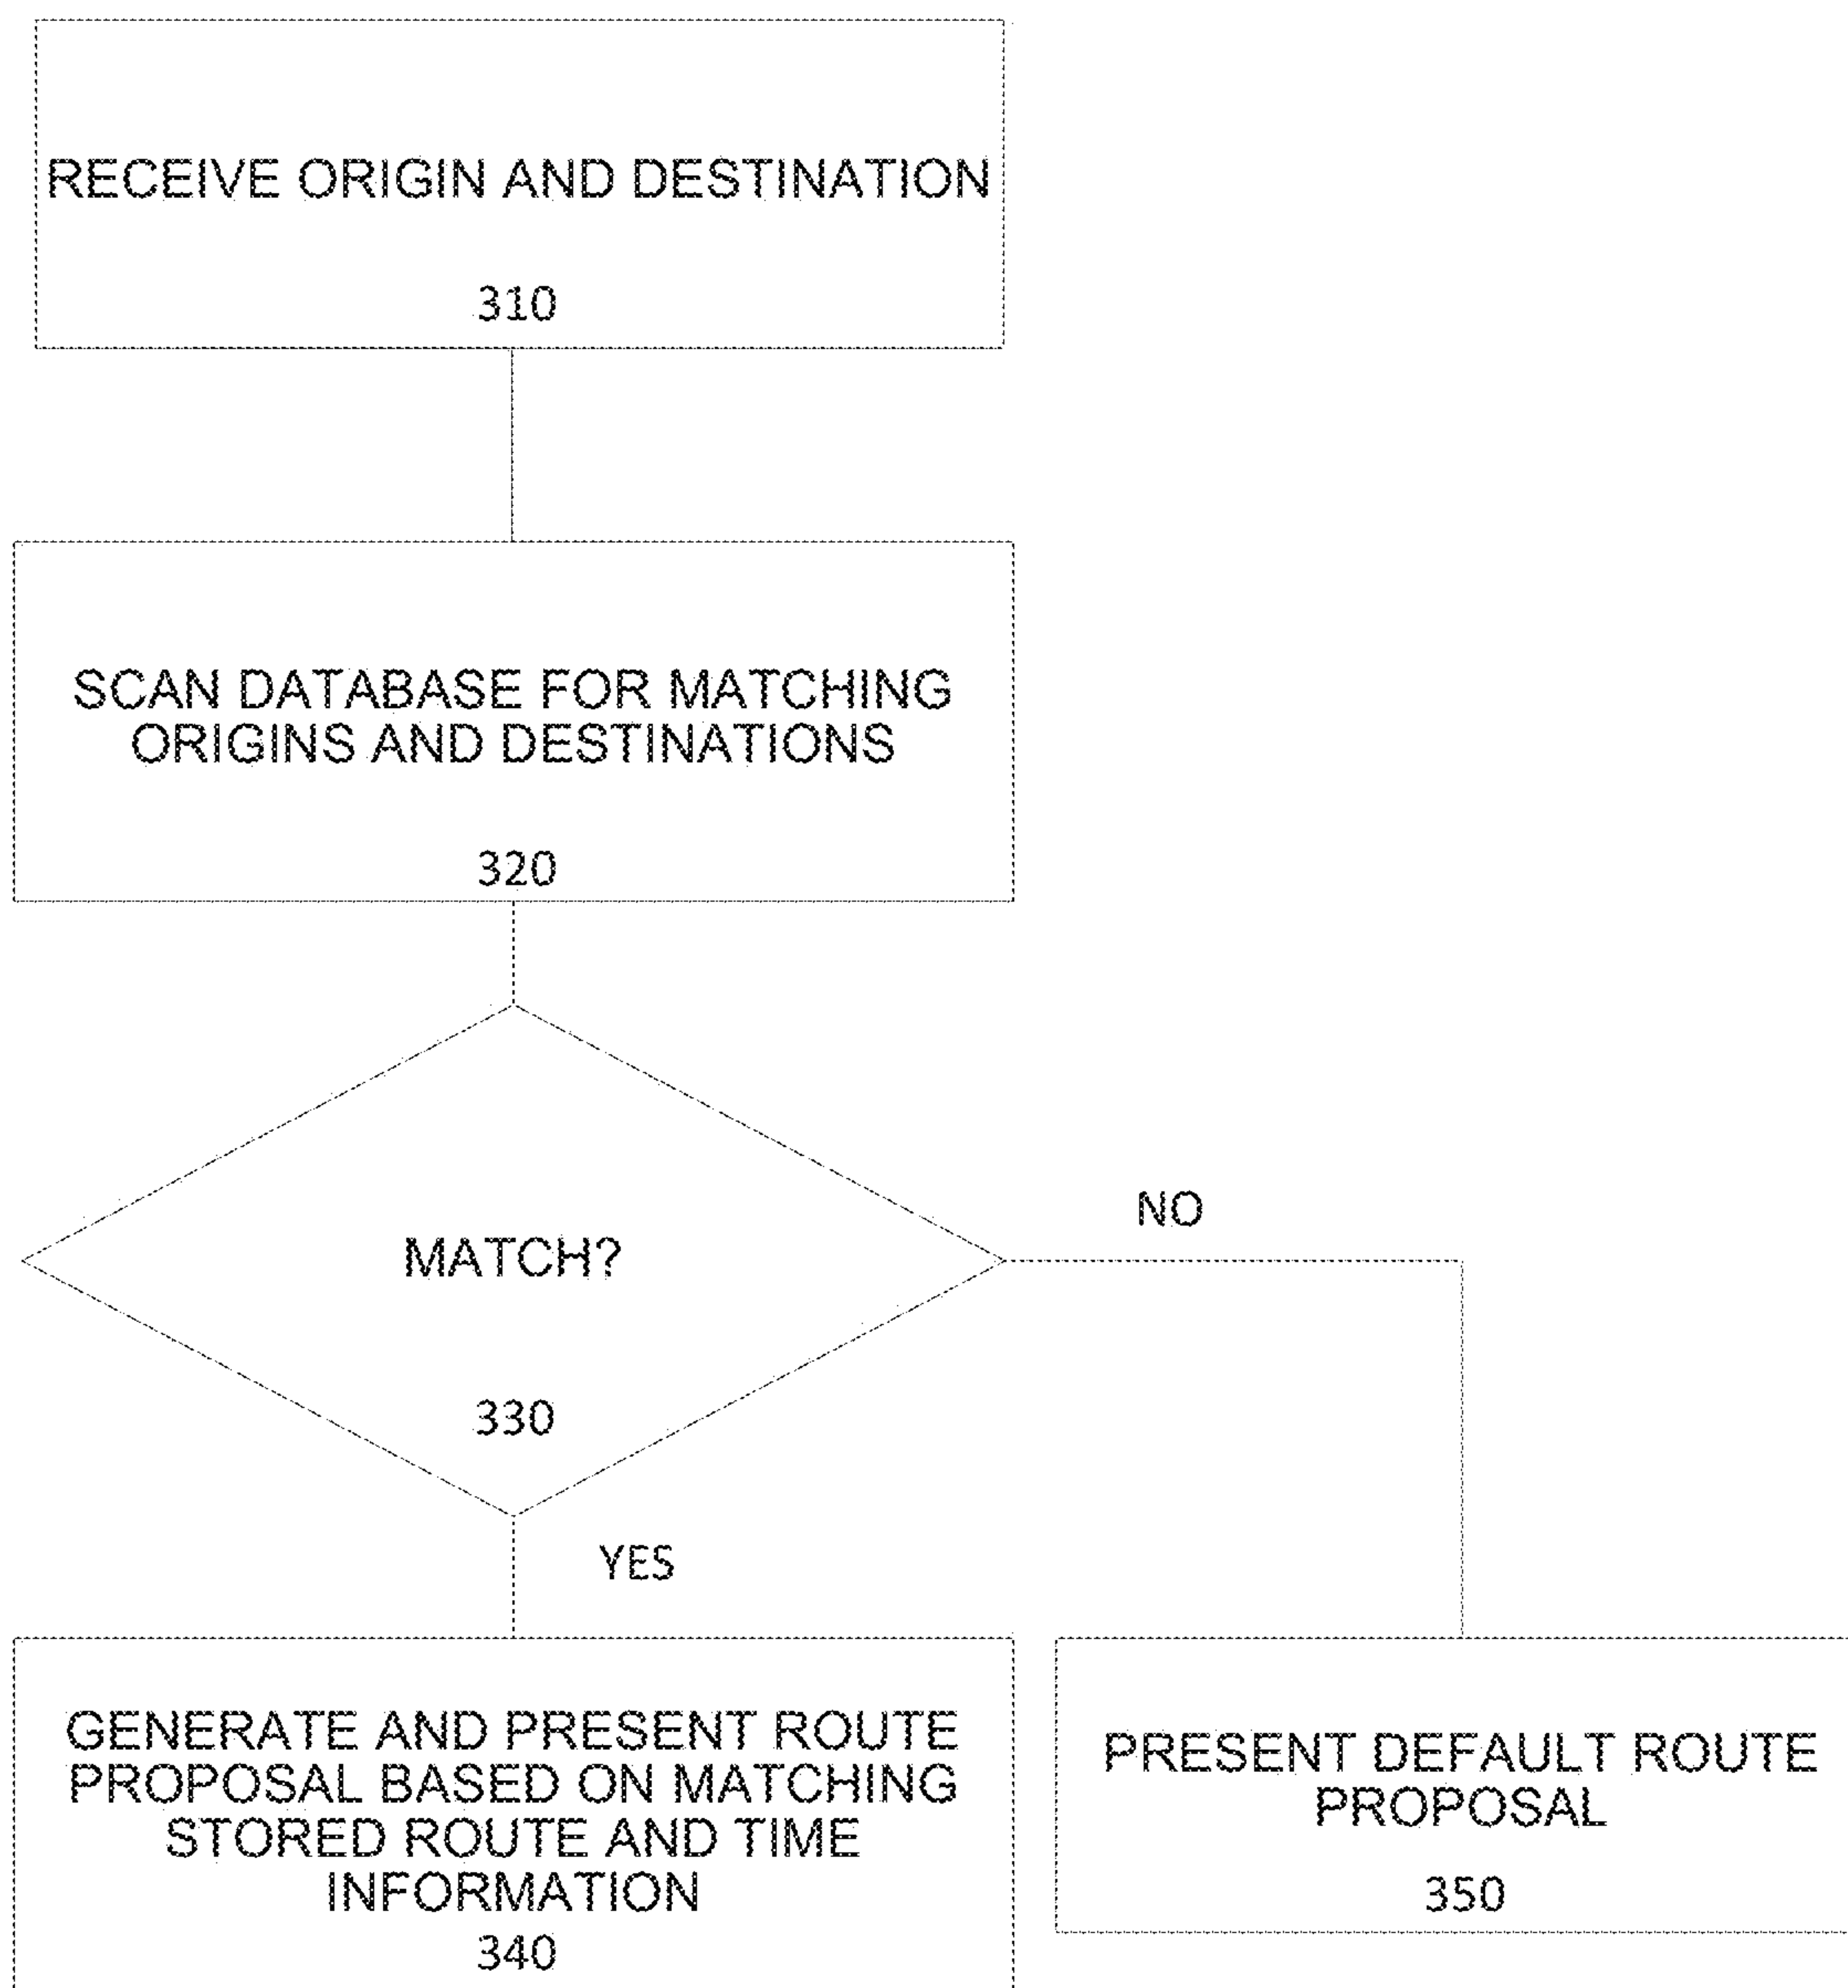 RECEIVE ORIGIN AND DESTINATION
310
SCAN DATABASE FOR MATCHING
ORIGINS AND DESTINATIONS
320
MATCH?
330
NO
YES
GENERATE AND PRESENT ROUTE
PROPOSAL BASED ON MATCHING
STORED ROUTE AND TIME
INFORMATION
340
PRESENT DEFAULT ROUTE
PROPOSAL
350